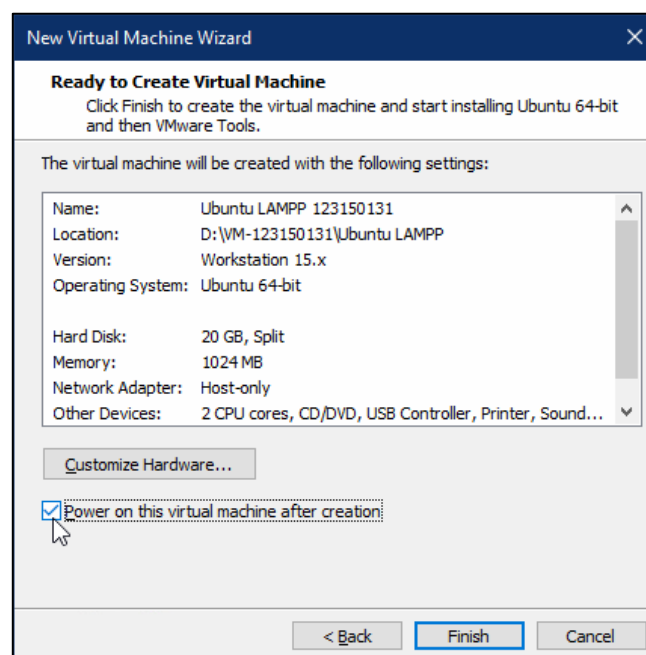 New Virtual Machine Wizard
Ready to Create Virtual Machine
Click Finish to create the virtual machine and start installing Ubuntu 64-bit
and then VMware Tools.
The virtual machine will be created with the following settings:
Name: Ubuntu LAMPP 123150131
Location: D:\VM-123150131\Ubuntu LAMPP
Version: Workstation 15.x
Operating System: Ubuntu 64-bit
Hard Disk: 20 GB, Split
Memory: 1024 MB
Network Adapter: Host-only
Other Devices: 2 CPU cores, CD/DVD, USB Controller, Printer, Sound...
Customize Hardware...
Power on this virtual machine after creation
< Back Finish Cancel